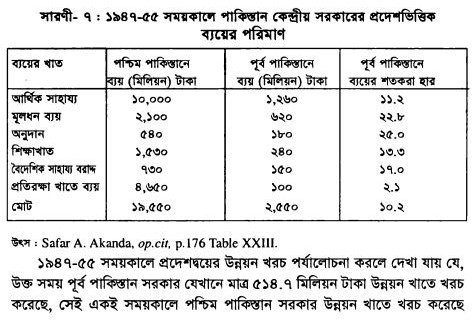 সারণী- ৭ : ১৯৪৭-৫৫ সময়কালে পাকিস্তান কেন্দ্রীয় সরকারের প্রদেশভিত্তিক
ব্যয়ের পরিমাণ
ব্যয়ের খাত পশ্চিম পাকিস্তানে পূর্ব পাকিস্তানে পূর্ব পাকিস্তানে
ব্যয় (মিলিয়ন) টাকা ব্যয় (মিলিয়ন) টাকা ব্যয়ের শতকরা হার
আর্থিক সাহায্য ১০,০০০ ১,২৬০ ১১.২
মূলধন ব্যয় ২,১০০ ৬২০ ২২.৮
অনুদান ৫৪০ ১৮০ ২৫.০
শিক্ষাখাত ১,৫৩০ ২৪০ ১৩.৩
বৈদেশিক সাহায্য বরাদ্দ ৭৩০ ১৫০ ১৭.০
প্রতিরক্ষা খাতে ব্যয় ৪,৬৫০ ১০০ ২.১
মোট ১৯,৫৫০ ২,৫৫০ ১০.২
উৎস : Safar A. Akanda, op.cit, p.176 Table XXIII.
১৯৪৭-৫৫ সময়কালে প্রদেশদ্বয়ের উন্নয়ন খরচ পর্যালোচনা করলে দেখা যায় যে,
উক্ত সময় পূর্ব পাকিস্তান সরকার যেখানে মাত্র ৫১৪.৭ মিলিয়ন টাকা উন্নয়ন খাতে খরচ
করেছে, সেই একই সময়কালে পশ্চিম পাকিস্তান সরকার উন্নয়ন খাতে খরচ করেছে